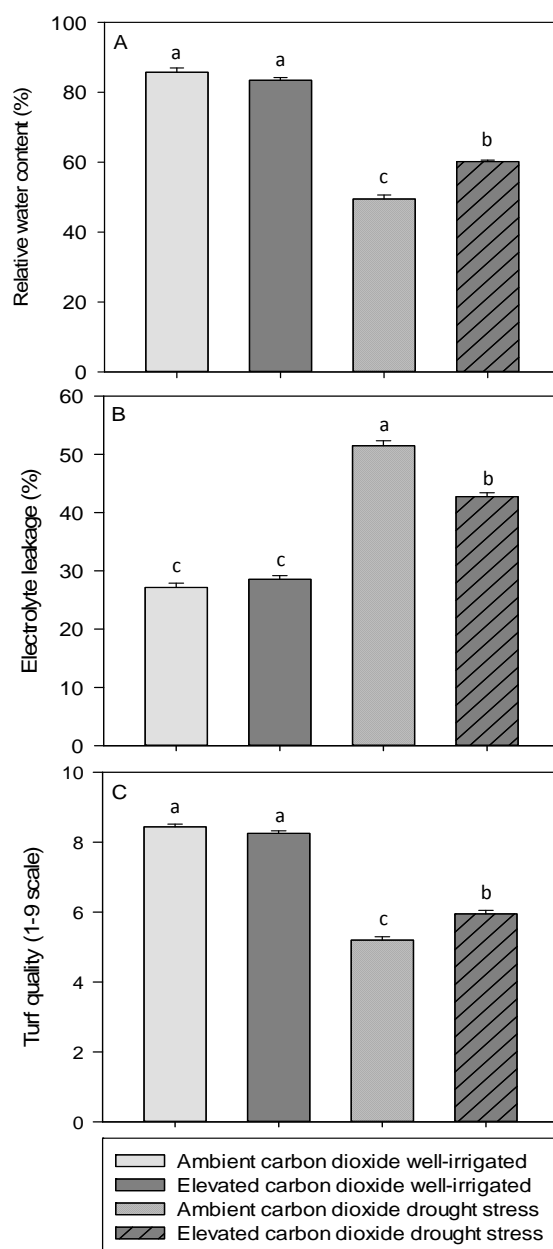 100
A
a
a
80
b
60
c
40
20
0
Relative water content (%)
60
B
a
50
b
40
30
c
c
20
10
0
Electrolyte leakage (%)
10
C
a
a
8
b
6
c
4
2
0
Turf quality (1-9 scale)
Ambient carbon dioxide well-irrigated
Elevated carbon dioxide well-irrigated
Ambient carbon dioxide drought stress
Elevated carbon dioxide drought stress